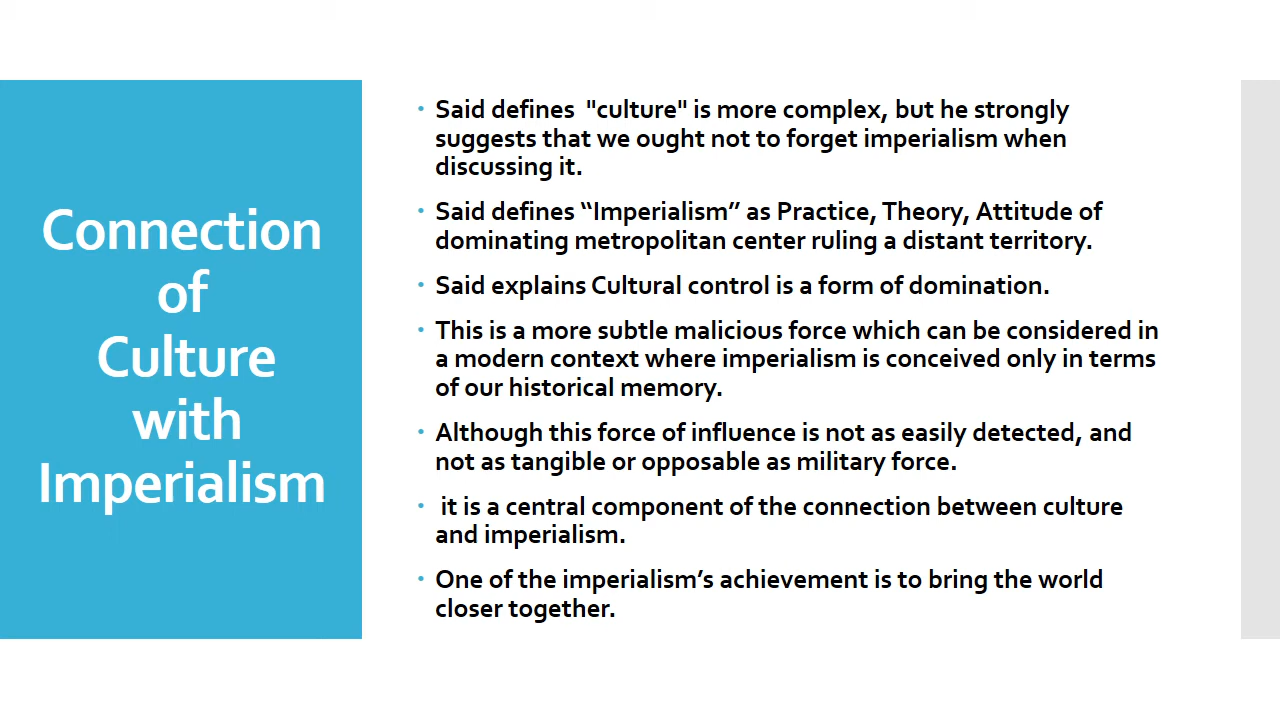 Connection
of
Culture
with
Imperialism
• Said defines  "culture" is more complex, but he strongly
suggests that we ought not to forget imperialism when
discussing it.
• Said defines “Imperialism” as Practice, Theory, Attitude of
dominating metropolitan center ruling a distant territory.
• Said explains Cultural control is a form of domination.
• This is a more subtle malicious force which can be considered in
a modern context where imperialism is conceived only in terms
of our historical memory.
• Although this force of influence is not as easily detected, and
not as tangible or opposable as military force.
• it is a central component of the connection between culture
and imperialism.
• One of the imperialism’s achievement is to bring the world
closer together.